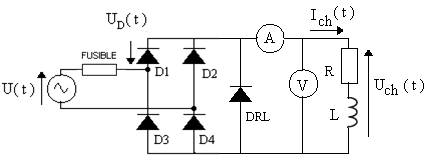 U_D(t)
I_ch(t)
FUSIBLE
D1
D2
A
U(t)
V
R
U_ch(t)
DRL
L
D3
D4